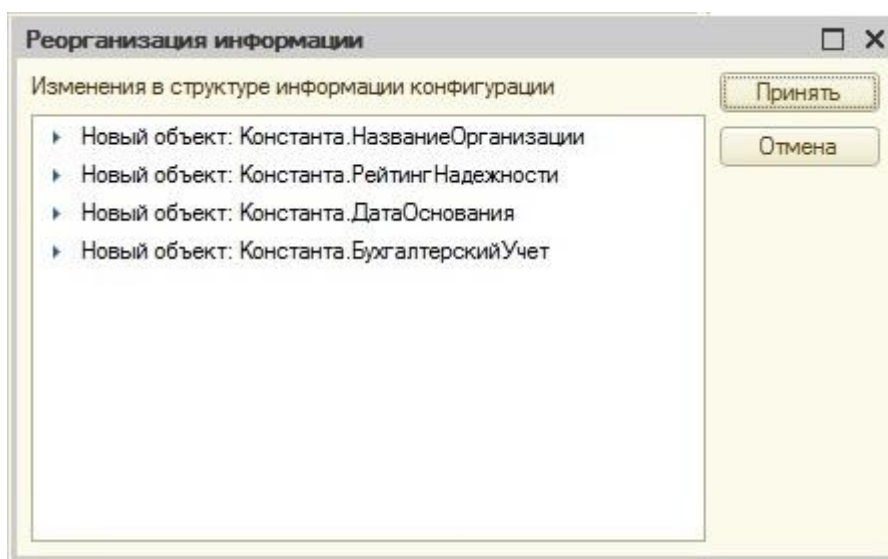 Реорганизация информации
Изменения в структуре информации конфигурации
Принять
Новый объект: Константа.НазваниеОрганизации
Отмена
Новый объект: Константа.РейтингНадежности
Новый объект: Константа.ДатаОснования
Новый объект: Константа.БухгалтерскийУчет